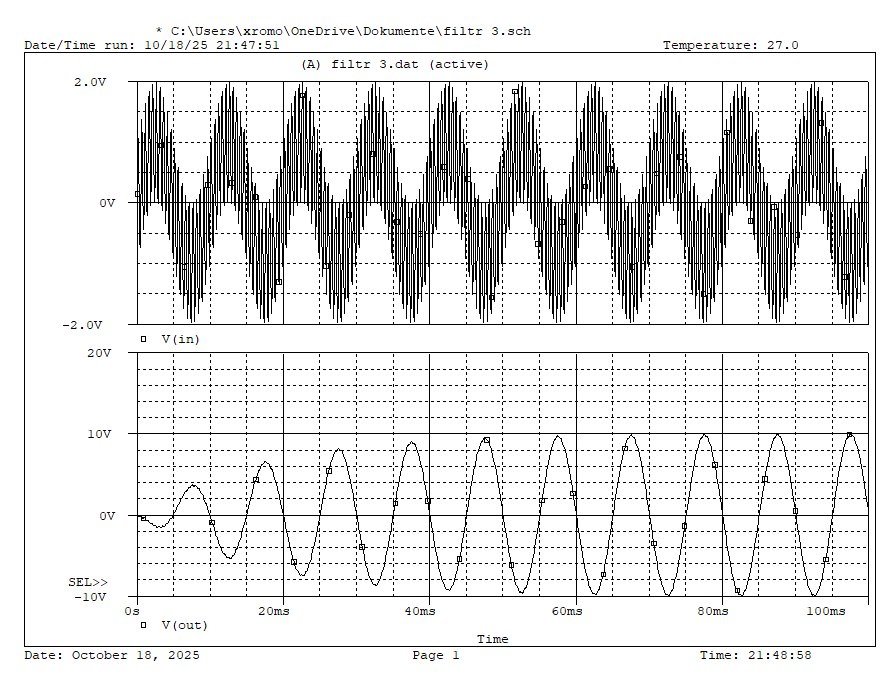 * C:\Users\xromo\OneDrive\Dokumente\filtr 3.sch
Date/Time run: 10/18/25 21:47:51 Temperature: 27.0
(A) filtr 3.dat (active)
2.0V
0V
-2.0V
V(in)
20V
10V
0V
SEL>>
-10V
0s 20ms 40ms 60ms 80ms 100ms
V(out)
Time
Date: October 18, 2025 Page 1 Time: 21:48:58